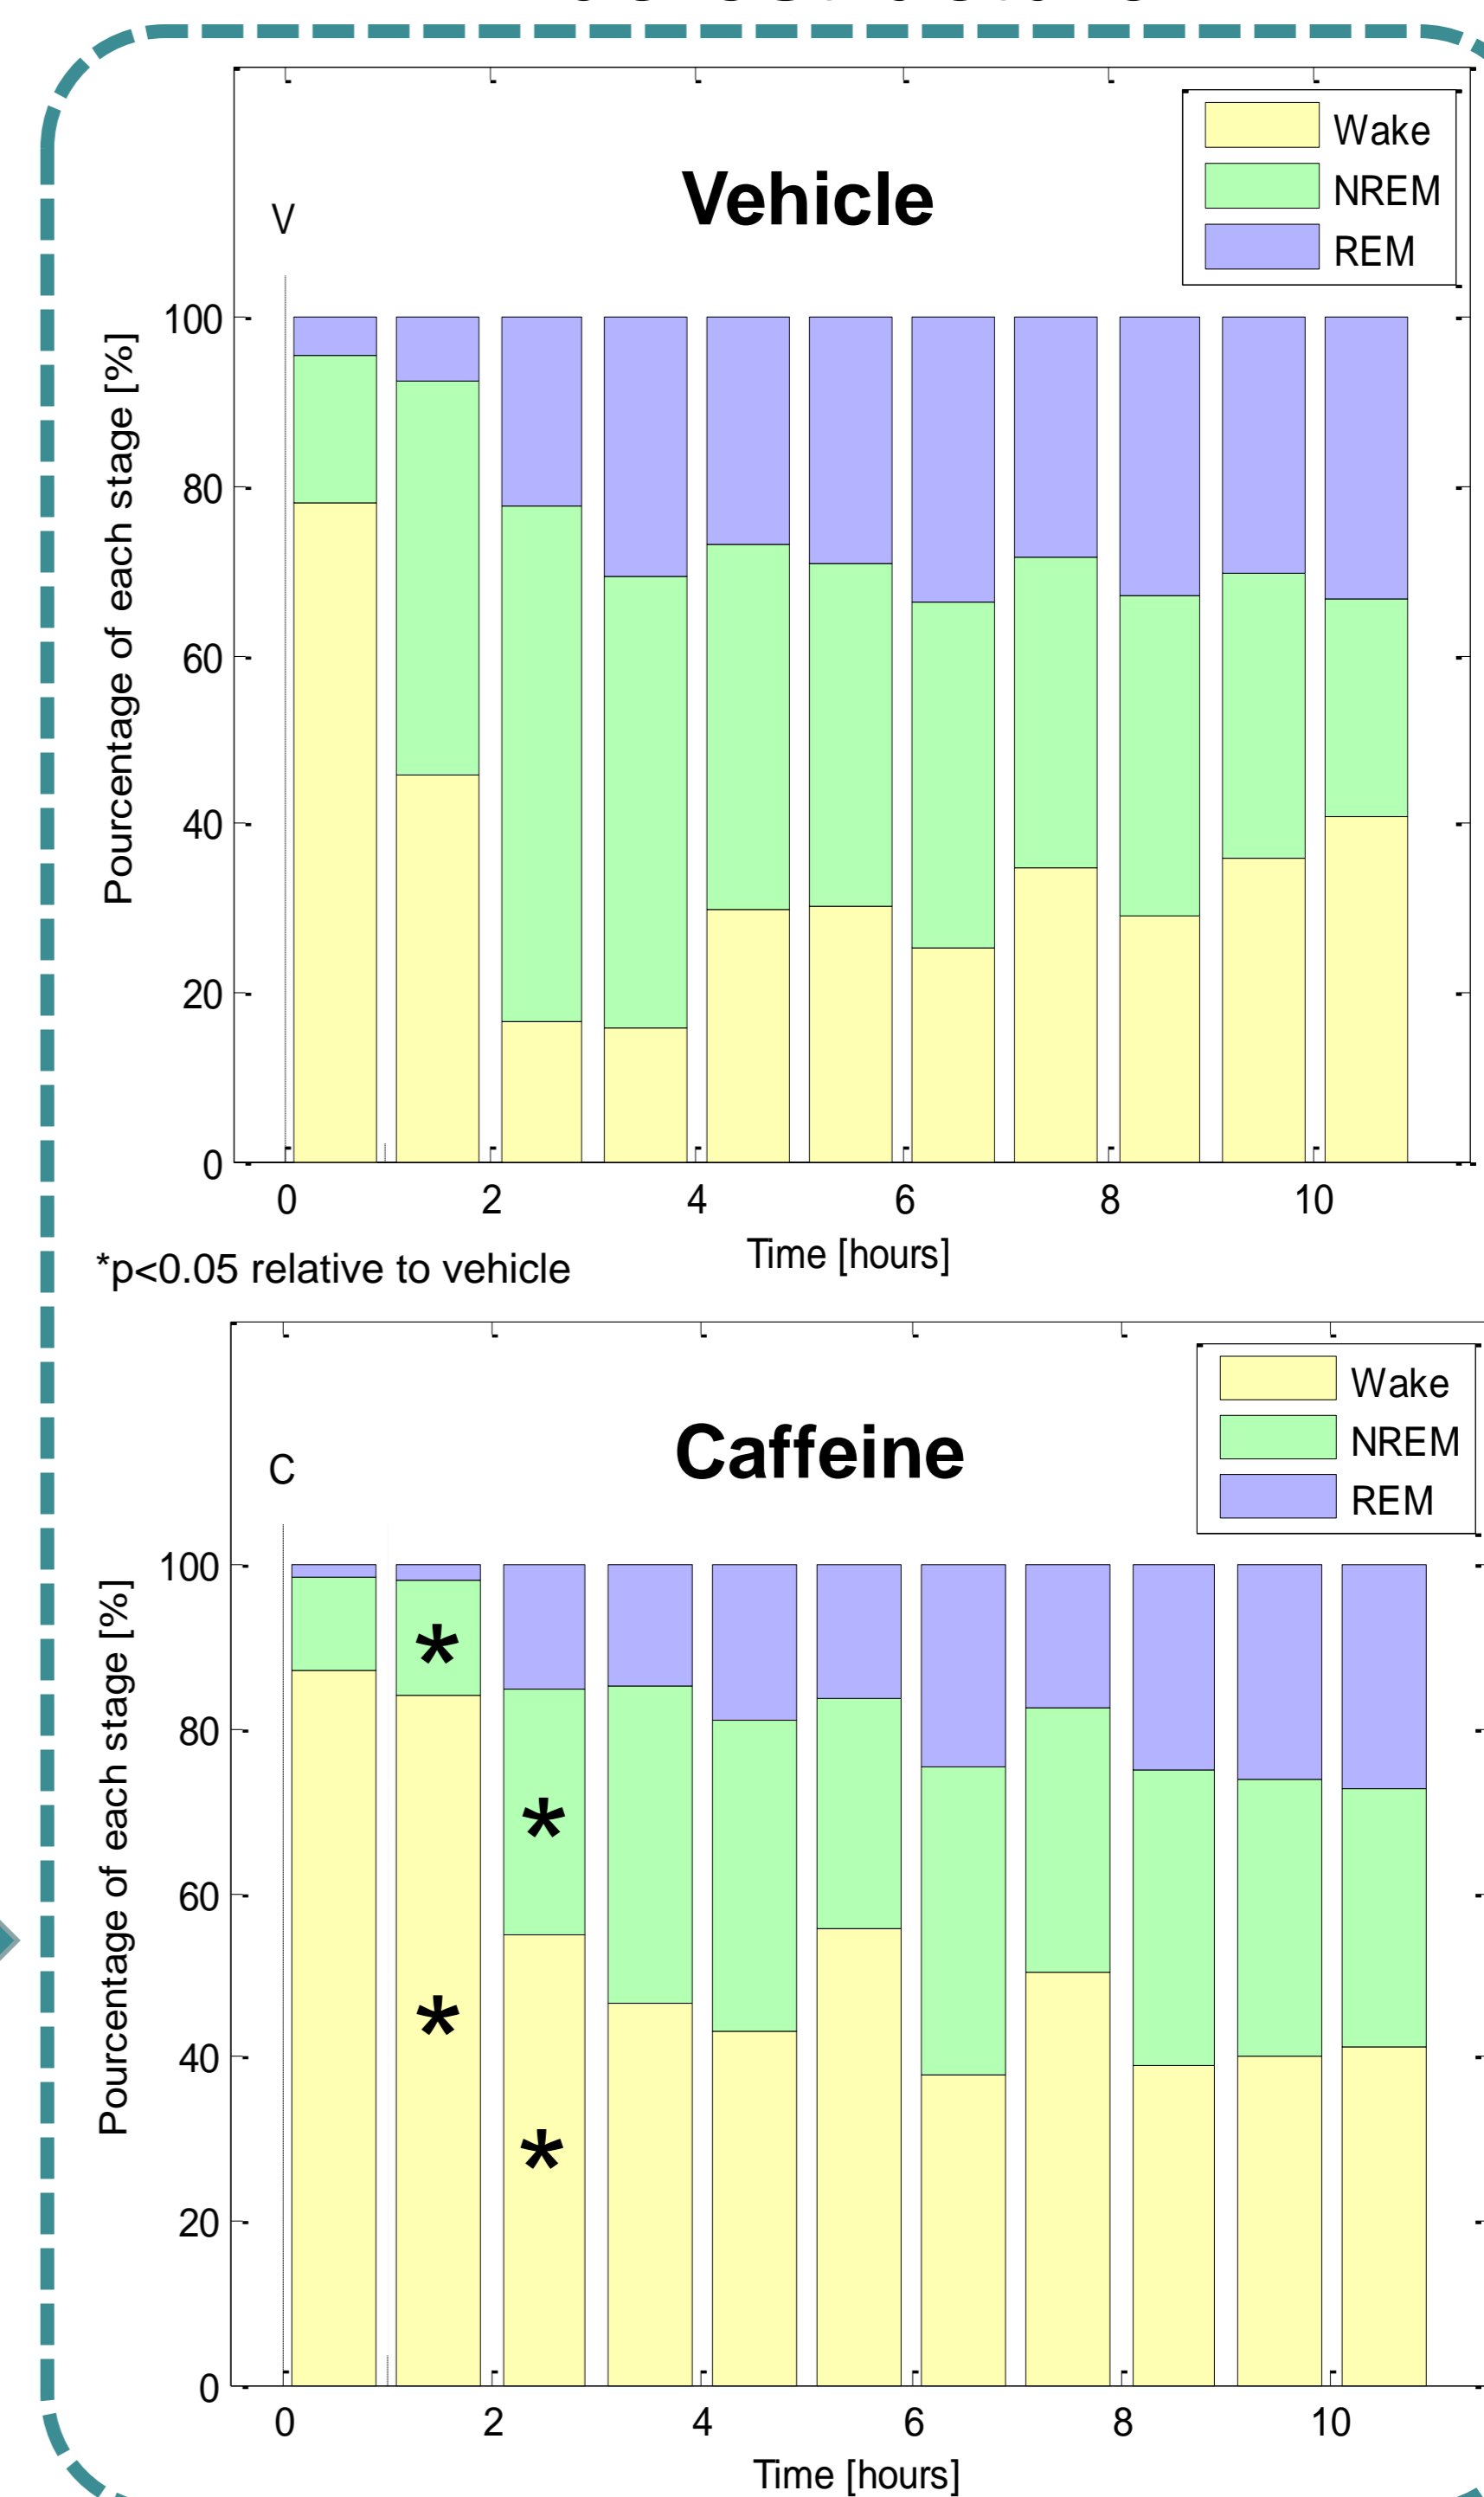 Wake
NREM
REM
Vehicle
V
Pourcentage of each stage [%]
100
80
60
40
20
0
0 2 4 6 8 10
Time [hours]
*p<0.05 relative to vehicle
Wake
NREM
REM
Caffeine
C
Pourcentage of each stage [%]
100
80
60
40
20
0
*
*
*
*
0 2 4 6 8 10
Time [hours]